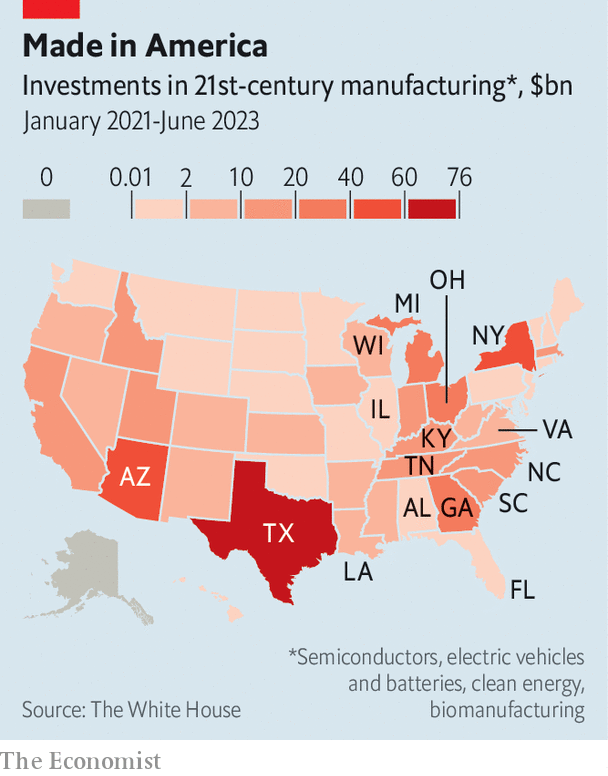 Made in America
Investments in 21st-century manufacturing*, $bn
January 2021-June 2023
0 0.01 2 10 20 40 60 76
OH
MI
NY
WI
IL
VA
KY
TN
NC
AZ
SC
AL GA
TX
LA
FL
*Semiconductors, electric vehicles
and batteries, clean energy,
biomanufacturing
Source: The White House
The Economist